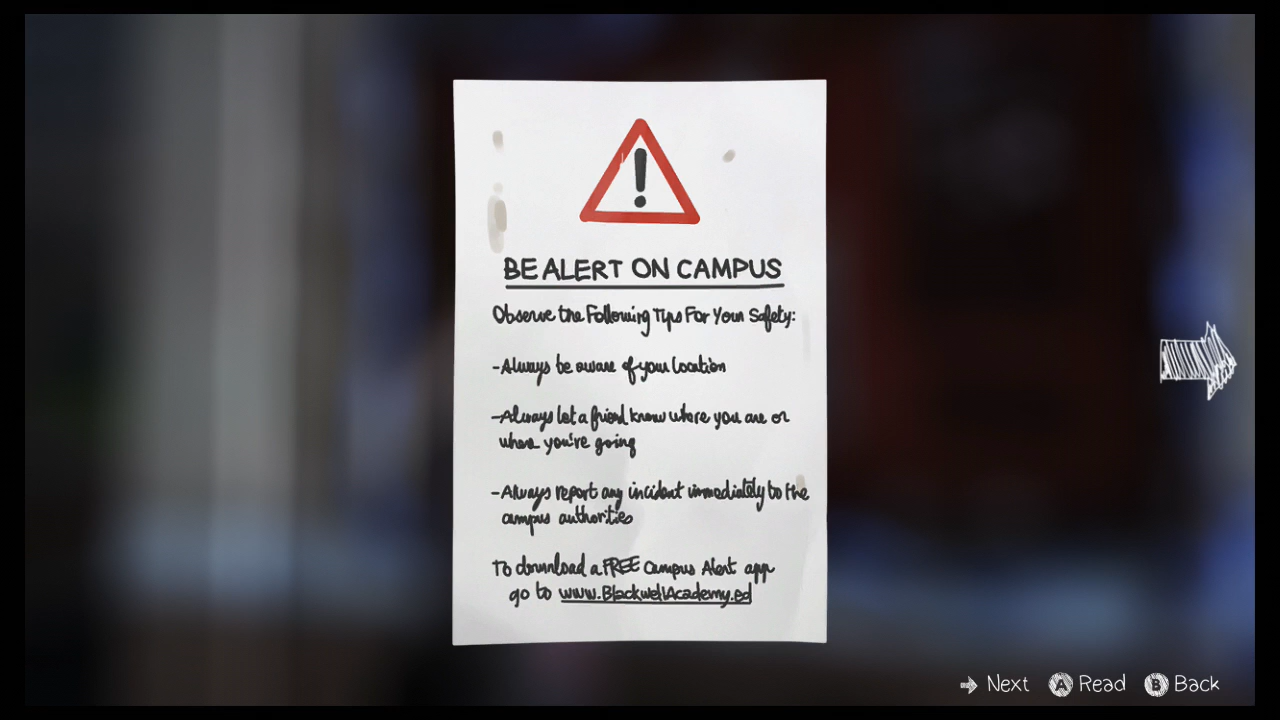 !
BE ALERT ON CAMPUS
Observe the Following Tips For Your Safety:
-Always be aware of your location
-Always let a friend know where you are or
when you're going
-Always report any incident immediately to the
campus authorities
To download a FREE Campus Alert app
go to www.BlackwellAcademy.ed
Next A Read B Back